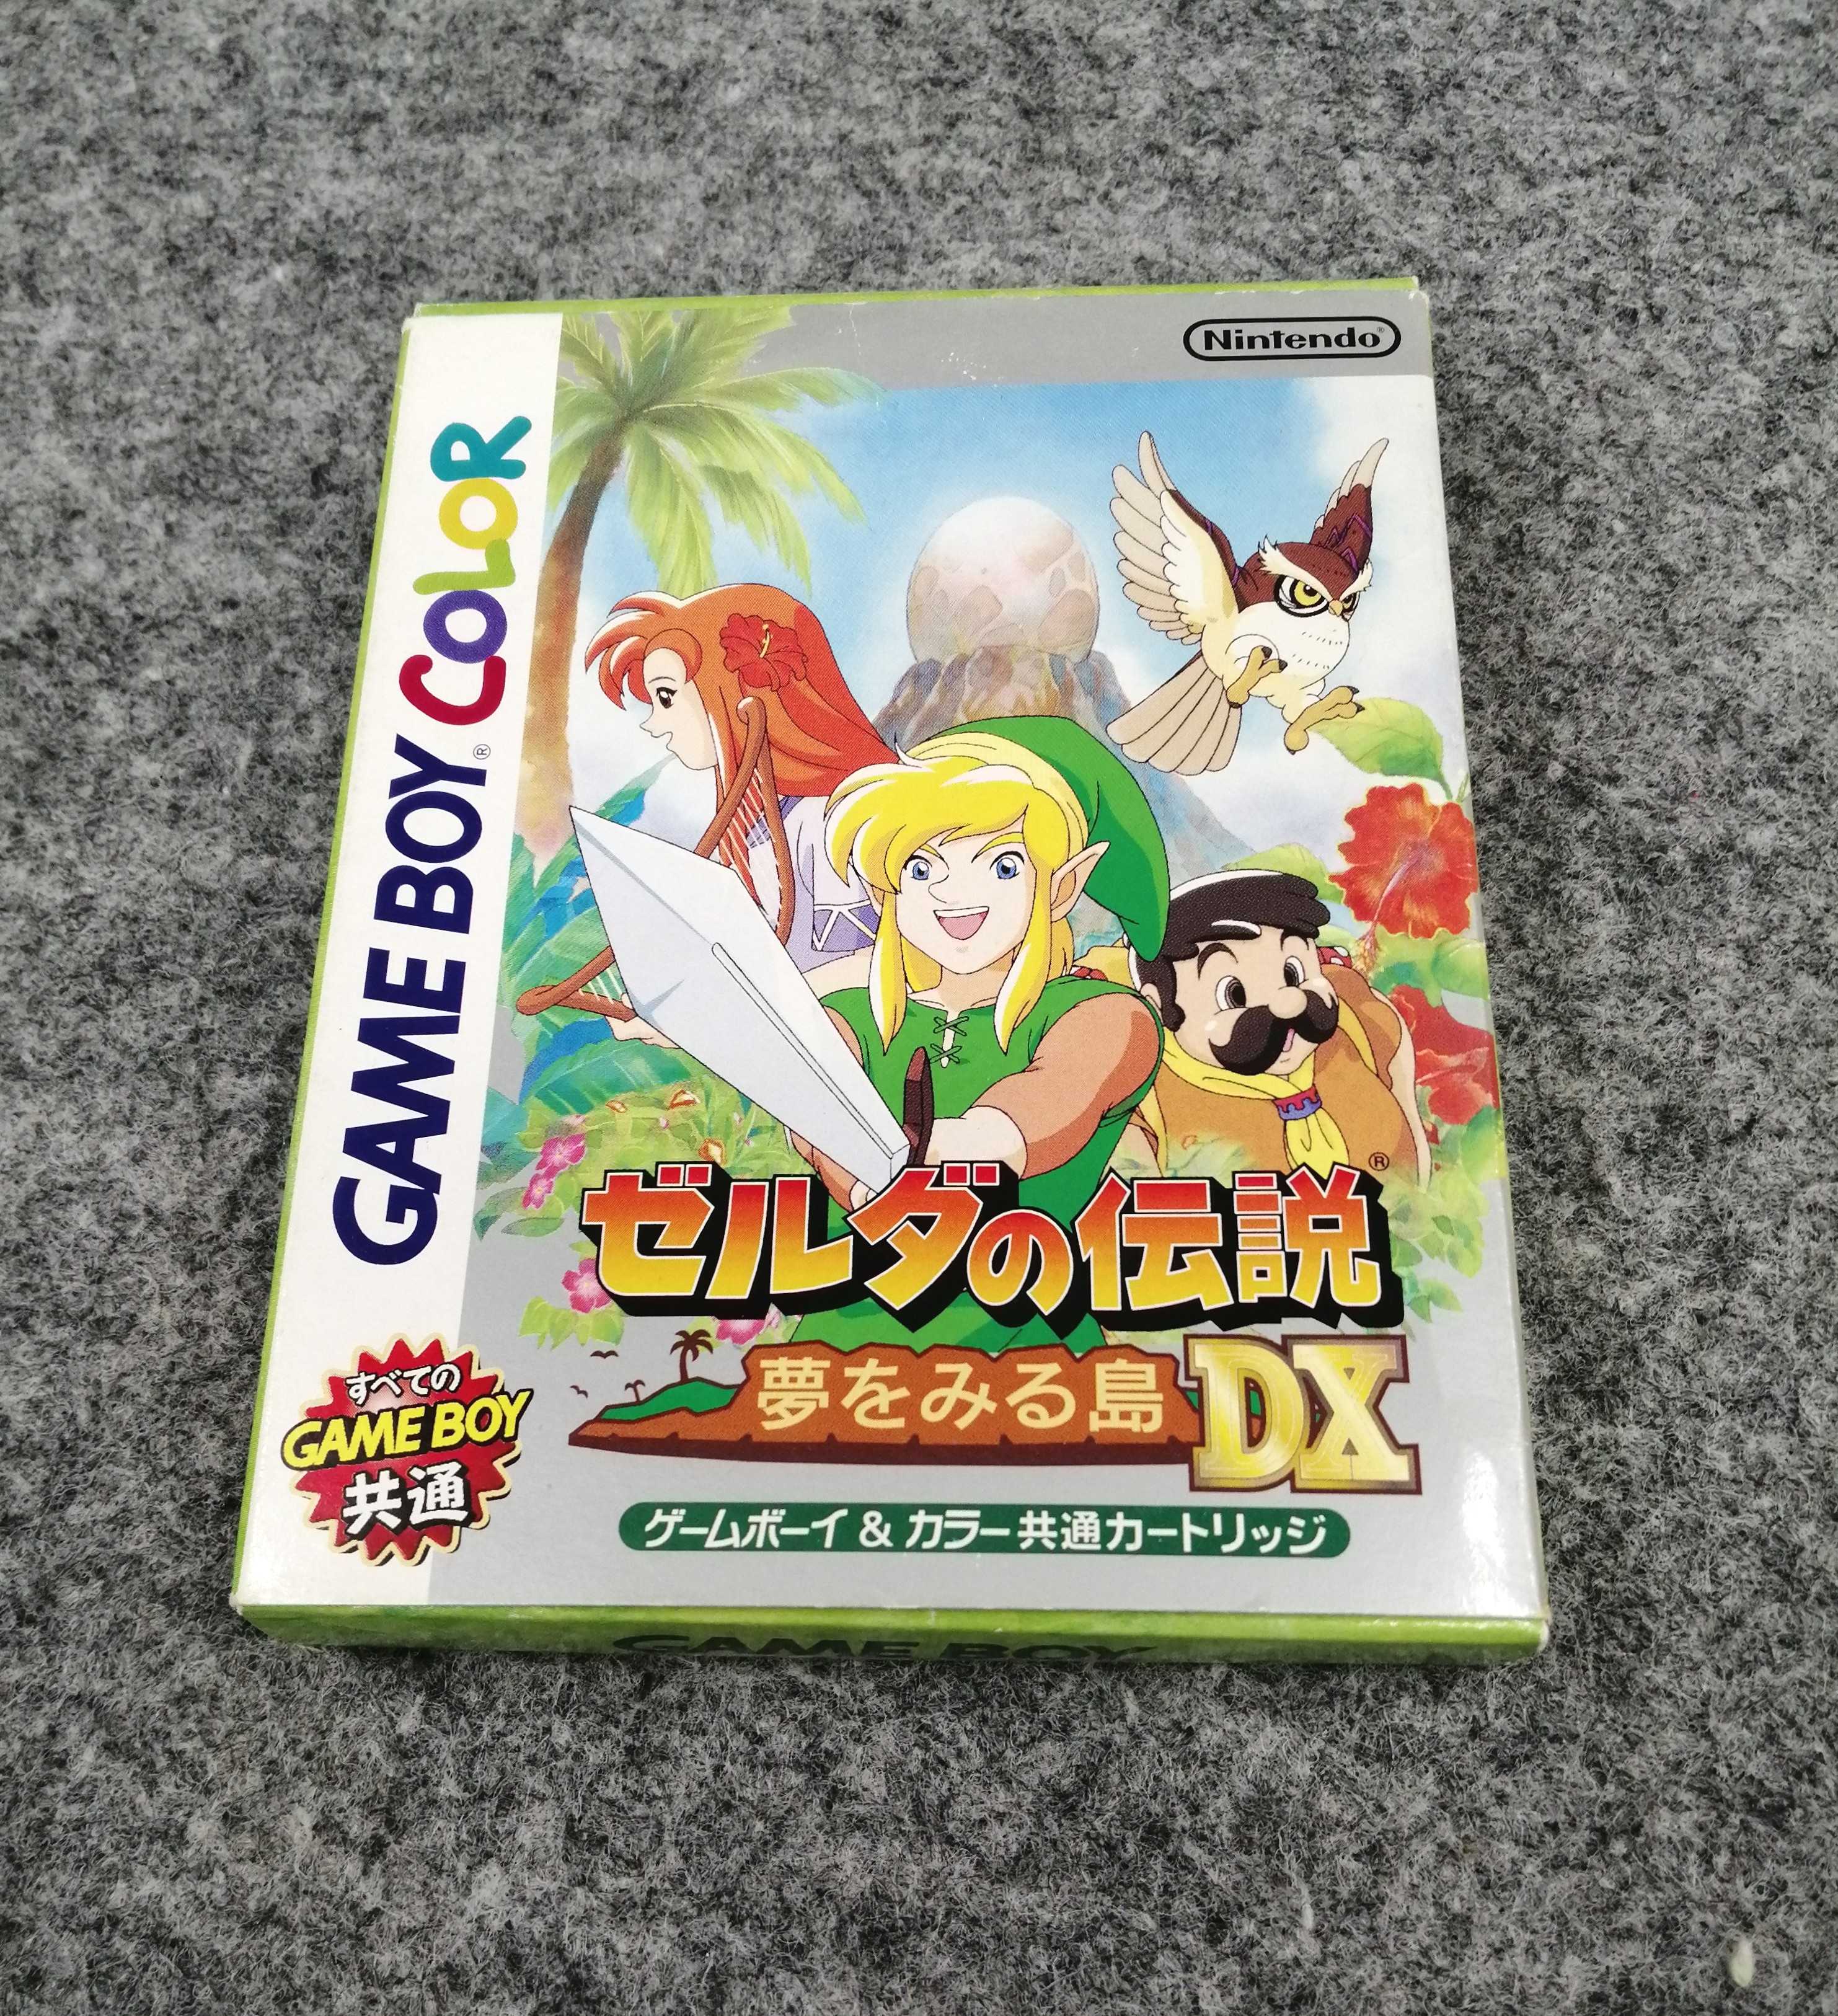 Nintendo®
GAME BOY® COLOR
ゼルダの伝説®
夢をみる島 DX
すべての
GAME BOY
共通
ゲームボーイ & カラー共通カートリッジ
GAME BOY